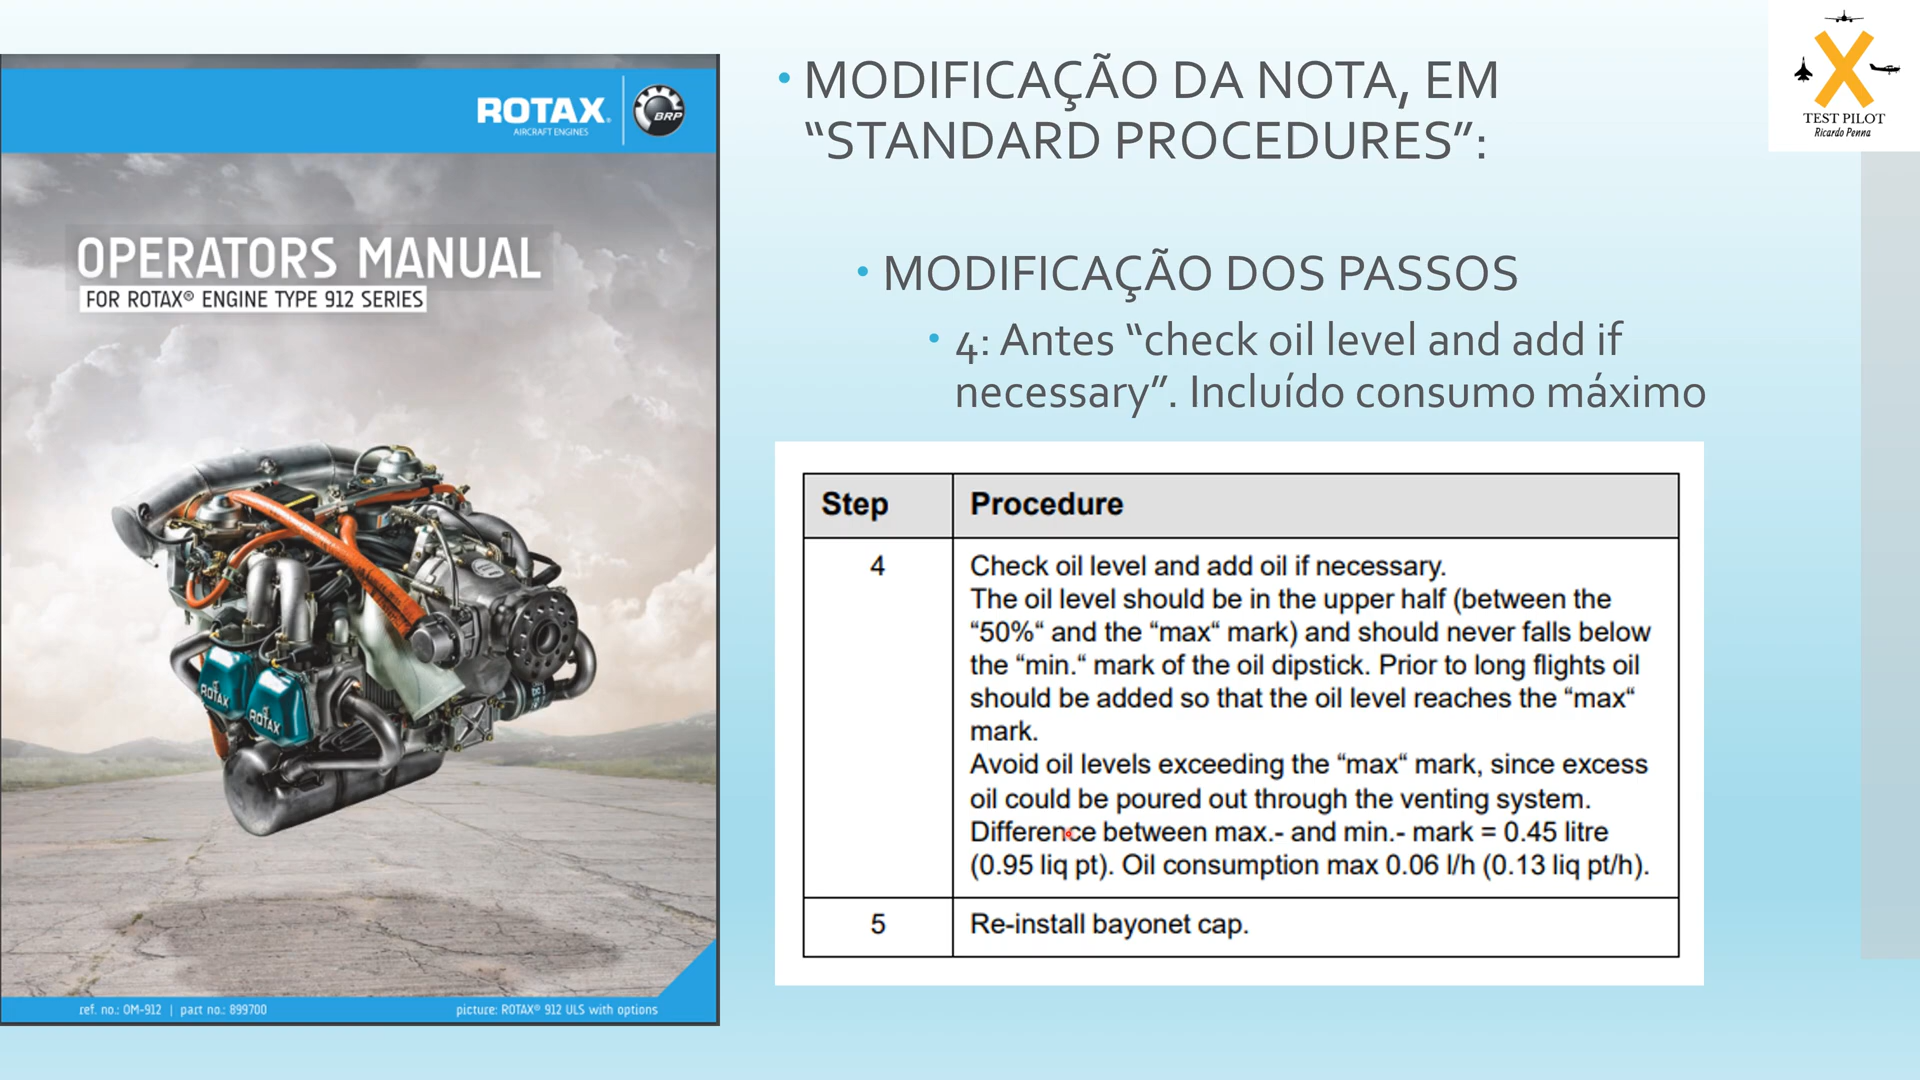 ROTAX®
AIRCRAFT ENGINES
BRP
OPERATORS MANUAL
FOR ROTAX® ENGINE TYPE 912 SERIES
ROTAX
ROTAX
ref. no.: OM-912 | part no.: 899700
picture: ROTAX® 912 ULS with options
• MODIFICAÇÃO DA NOTA, EM
“STANDARD PROCEDURES”:
• MODIFICAÇÃO DOS PASSOS
• 4: Antes “check oil level and add if
necessary”. Incluído consumo máximo
Step Procedure
4 Check oil level and add oil if necessary.
The oil level should be in the upper half (between the
“50%“ and the “max“ mark) and should never falls below
the “min.“ mark of the oil dipstick. Prior to long flights oil
should be added so that the oil level reaches the “max“
mark.
Avoid oil levels exceeding the “max“ mark, since excess
oil could be poured out through the venting system.
Difference between max.- and min.- mark = 0.45 litre
(0.95 liq pt). Oil consumption max 0.06 l/h (0.13 liq pt/h).
5 Re-install bayonet cap.
X
TEST PILOT
Ricardo Penna